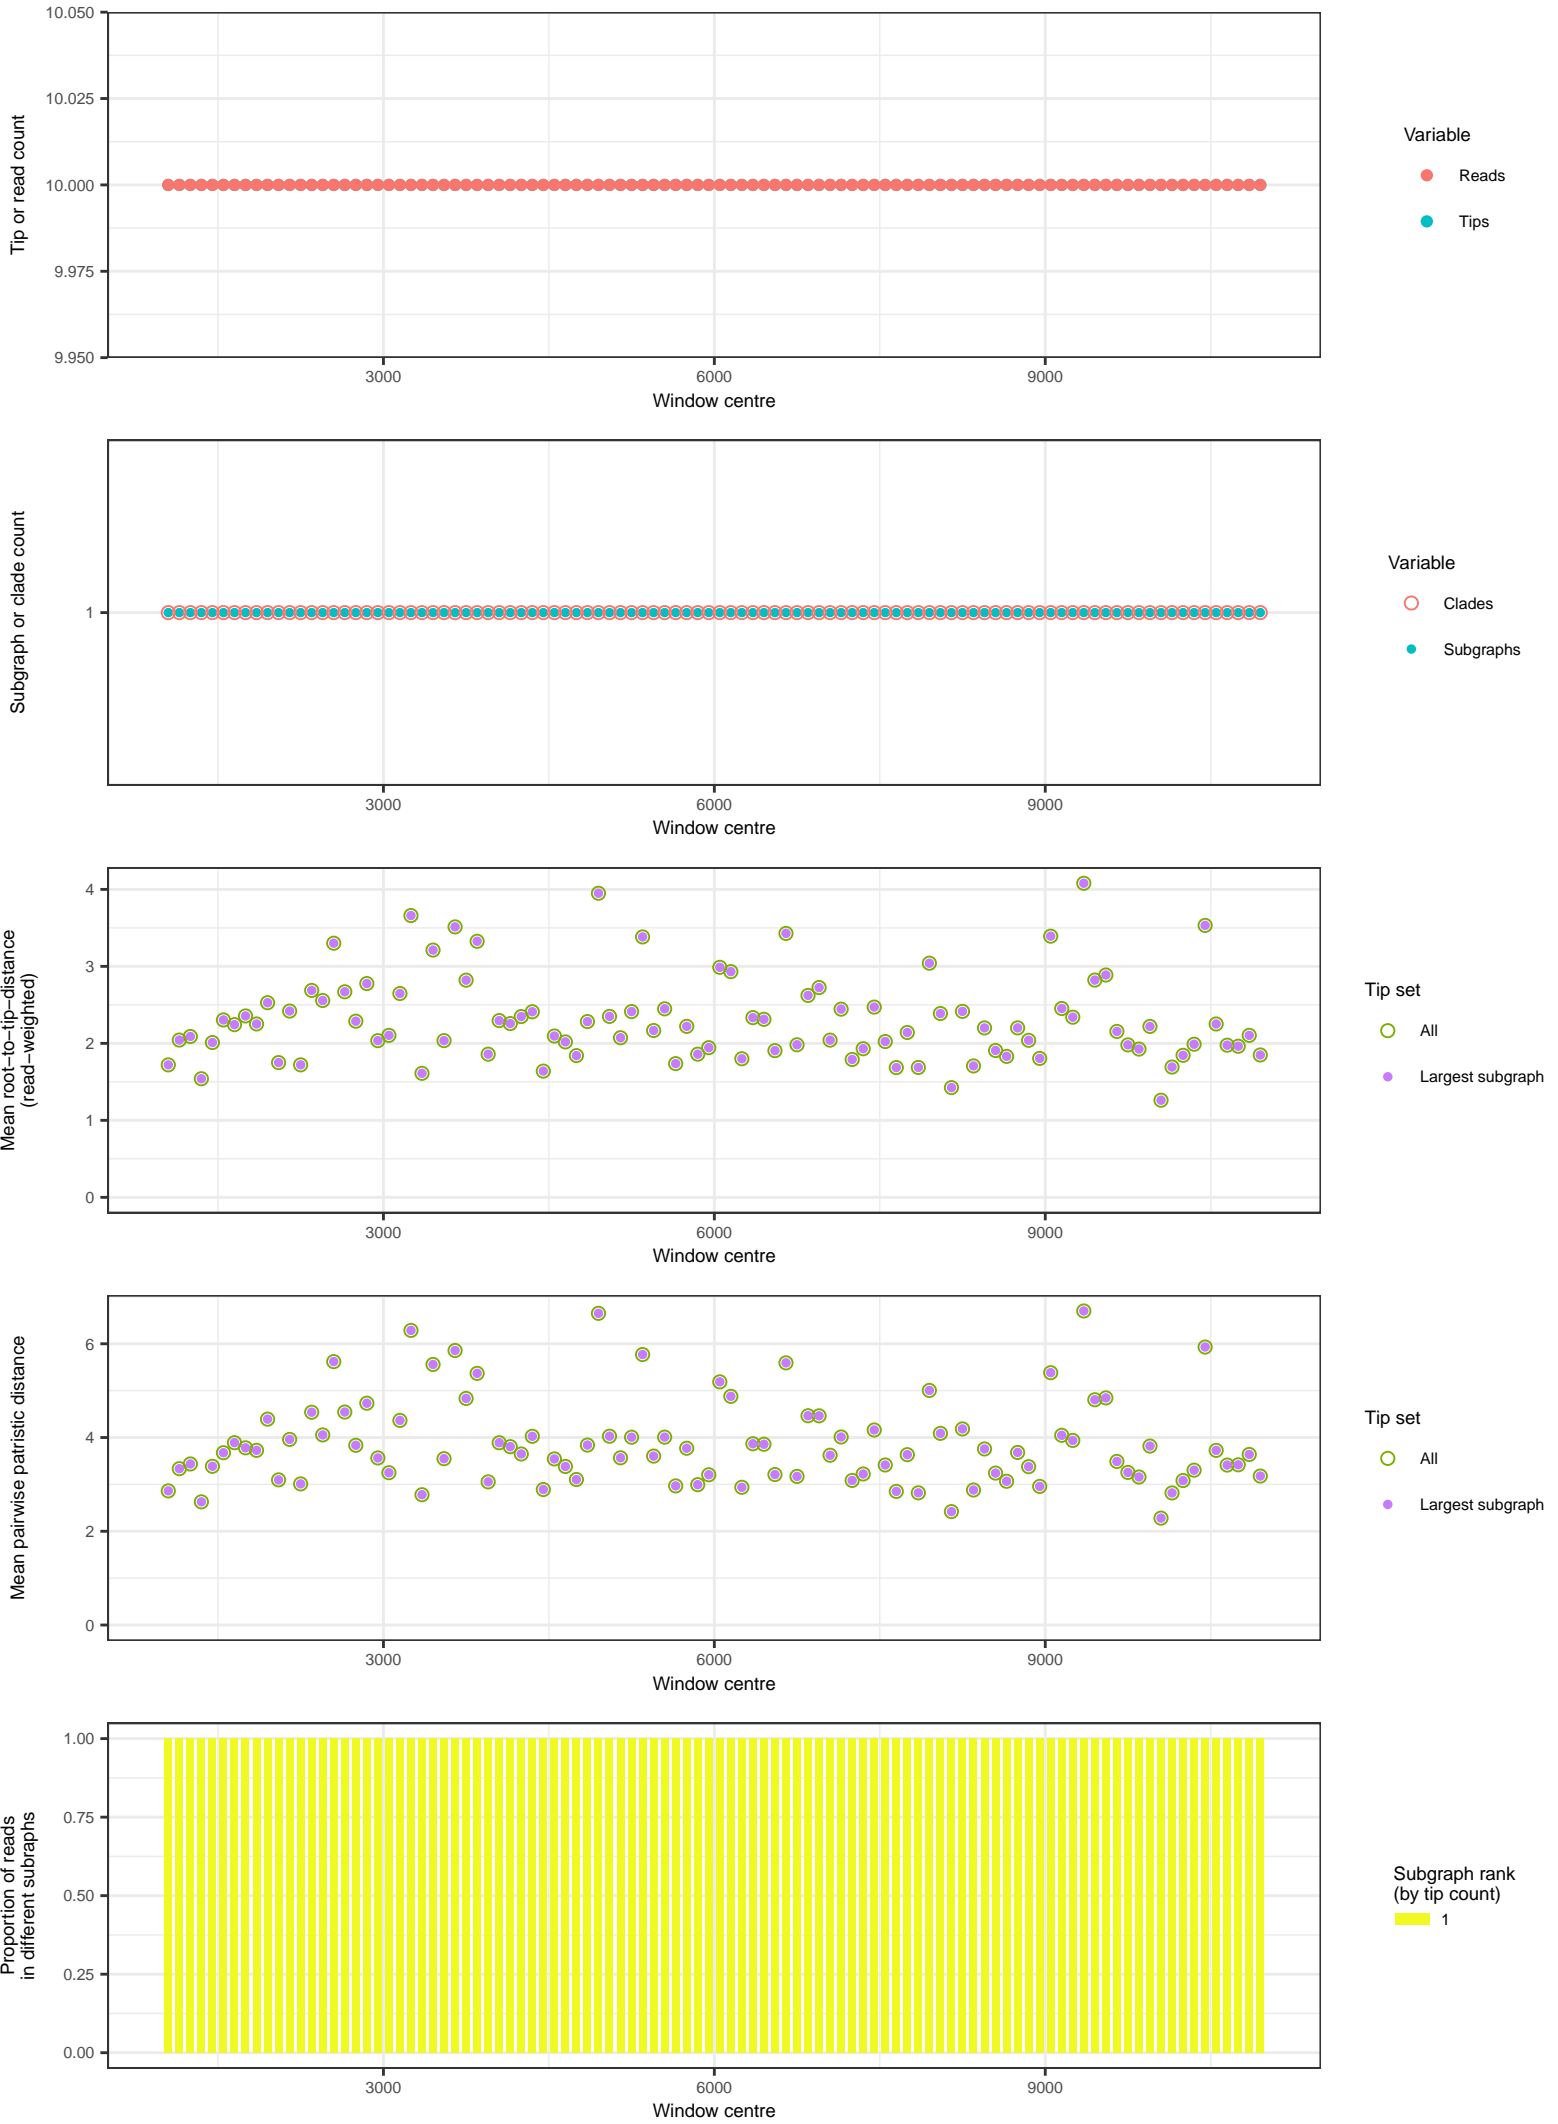 10.050
10.025
10.000
9.975
9.950
Tip or read count
3000
6000
9000
Window centre
Variable
Reads
Tips
Subgraph or clade count
1
3000
6000
9000
Window centre
Variable
Clades
Subgraphs
Mean root−to−tip−distance
(read−weighted)
4
3
2
1
0
3000
6000
9000
Window centre
Tip set
All
Largest subgraph
Mean pairwise patristic distance
6
4
2
0
3000
6000
9000
Window centre
Tip set
All
Largest subgraph
Proportion of reads
in different subraphs
1.00
0.75
0.50
0.25
0.00
3000
6000
9000
Window centre
Subgraph rank
(by tip count)
1